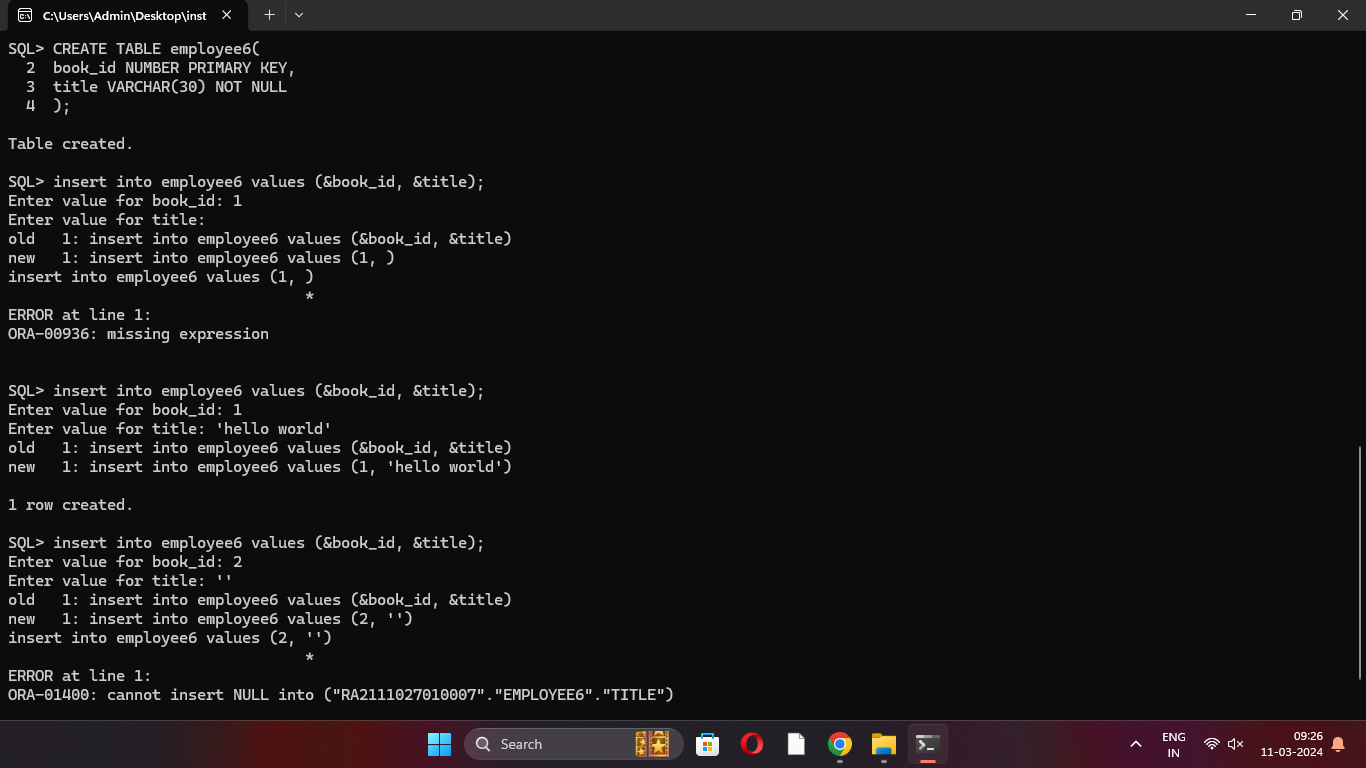 C:\Users\Admin\Desktop\inst
SQL> CREATE TABLE employee6(
  2  book_id NUMBER PRIMARY KEY,
  3  title VARCHAR(30) NOT NULL
  4  );
Table created.
SQL> insert into employee6 values (&book_id, &title);
Enter value for book_id: 1
Enter value for title:
old   1: insert into employee6 values (&book_id, &title)
new   1: insert into employee6 values (1, )
insert into employee6 values (1, )
                                 *
ERROR at line 1:
ORA-00936: missing expression
SQL> insert into employee6 values (&book_id, &title);
Enter value for book_id: 1
Enter value for title: 'hello world'
old   1: insert into employee6 values (&book_id, &title)
new   1: insert into employee6 values (1, 'hello world')
1 row created.
SQL> insert into employee6 values (&book_id, &title);
Enter value for book_id: 2
Enter value for title: ''
old   1: insert into employee6 values (&book_id, &title)
new   1: insert into employee6 values (2, '')
insert into employee6 values (2, '')
                                 *
ERROR at line 1:
ORA-01400: cannot insert NULL into ("RA2111027010007"."EMPLOYEE6"."TITLE")
Search
ENG
IN
09:26
11-03-2024